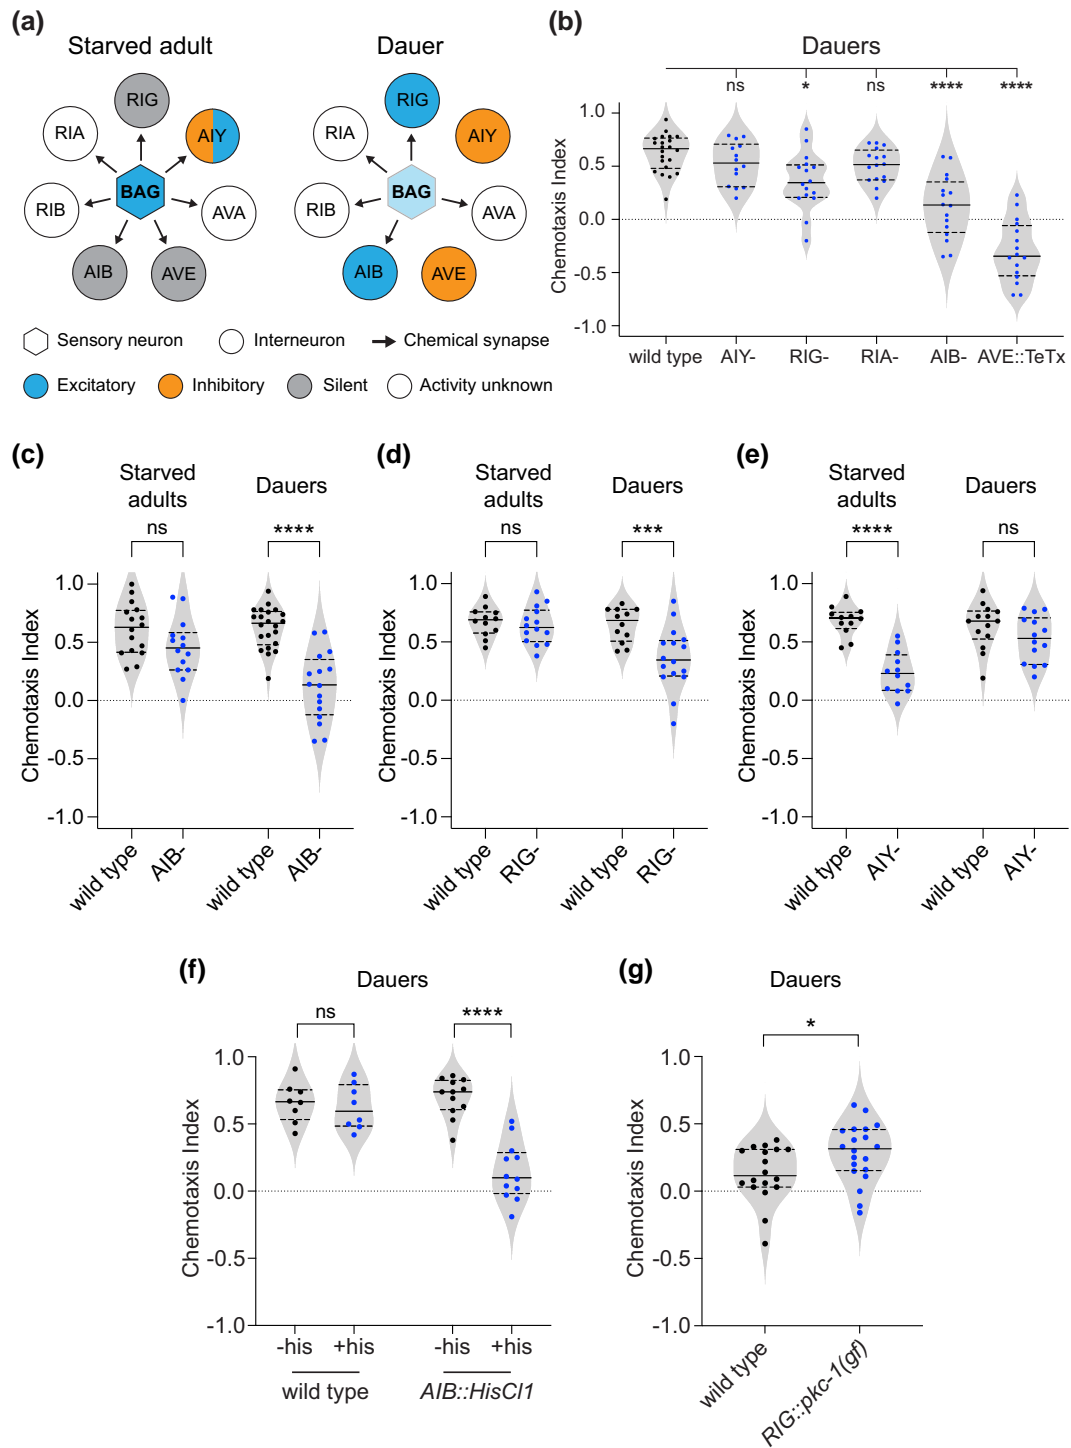 (a)
Starved adult
Dauer
RIG
RIA
AIY
BAG
RIB
AVA
AIB
AVE
RIG
RIA
AIY
BAG
RIB
AVA
AIB
AVE
Sensory neuron
Interneuron
Chemical synapse
Excitatory
Inhibitory
Silent
Activity unknown
(b)
Dauers
ns
*
ns
****
****
Chemotaxis Index
1.0
0.5
0.0
-0.5
-1.0
wild type
AIY-
RIG-
RIA-
AIB-
AVE::TeTx
(c)
Starved
adults
Dauers
ns
****
Chemotaxis Index
1.0
0.5
0.0
-0.5
-1.0
wild type
AIB-
wild type
AIB-
(d)
Starved
adults
Dauers
ns
***
Chemotaxis Index
1.0
0.5
0.0
-0.5
-1.0
wild type
RIG-
wild type
RIG-
(e)
Starved
adults
Dauers
****
ns
Chemotaxis Index
1.0
0.5
0.0
-0.5
-1.0
wild type
AIY-
wild type
AIY-
(f)
Dauers
ns
****
Chemotaxis Index
1.0
0.5
0.0
-0.5
-1.0
-his
+his
-his
+his
wild type
AIB::HisCl1
(g)
Dauers
*
Chemotaxis Index
1.0
0.5
0.0
-0.5
-1.0
wild type
RIG::pkc-1(gf)